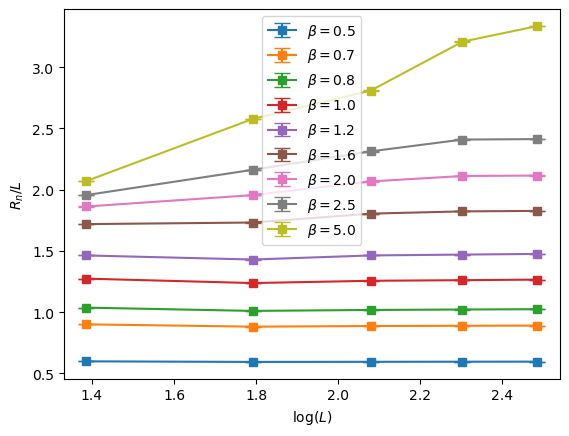 β = 0.5
β = 0.7
β = 0.8
β = 1.0
β = 1.2
β = 1.6
β = 2.0
β = 2.5
β = 5.0
R_n/L
3.0
2.5
2.0
1.5
1.0
0.5
1.4 1.6 1.8 2.0 2.2 2.4
log(L)